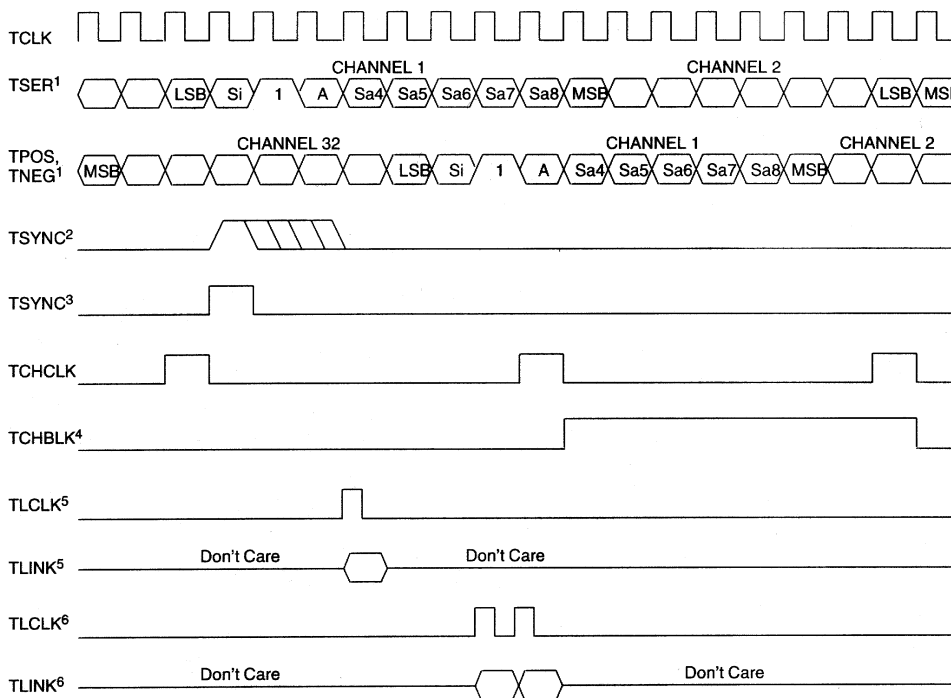 TCLK
CHANNEL 1 CHANNEL 2
TSER1 LSB Si 1 A Sa4 Sa5 Sa6 Sa7 Sa8 MSB LSB MSB
CHANNEL 32 CHANNEL 1 CHANNEL 2
TPOS,
TNEG1 MSB LSB Si 1 A Sa4 Sa5 Sa6 Sa7 Sa8 MSB
TSYNC2
TSYNC3
TCHCLK
TCHBLK4
TLCLK5
Don't Care Don't Care
TLINK5
TLCLK6
Don't Care Don't Care
TLINK6